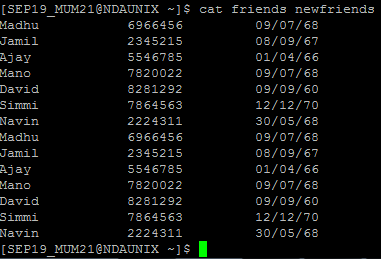 [SEP19_MUM21@NDAUNIX ~]$ cat friends newfriends
Madhu 6966456 09/07/68
Jamil 2345215 08/09/67
Ajay 5546785 01/04/66
Mano 7820022 09/07/68
David 8281292 09/09/60
Simmi 7864563 12/12/70
Navin 2224311 30/05/68
Madhu 6966456 09/07/68
Jamil 2345215 08/09/67
Ajay 5546785 01/04/66
Mano 7820022 09/07/68
David 8281292 09/09/60
Simmi 7864563 12/12/70
Navin 2224311 30/05/68
[SEP19_MUM21@NDAUNIX ~]$